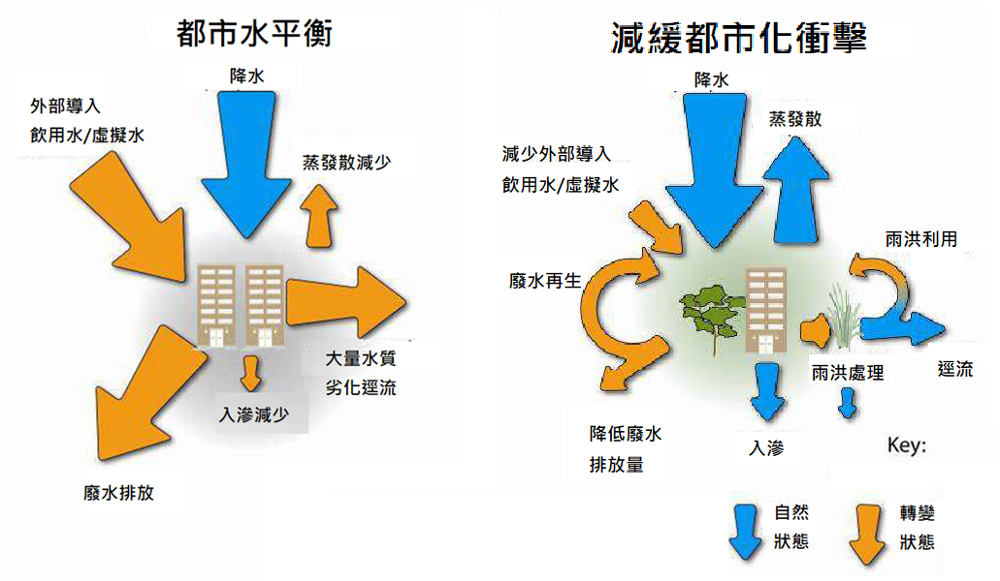 都市水平衡
降水
外部導入
飲用水/虛擬水
蒸發散減少
大量水質
劣化逕流
入滲減少
廢水排放
減緩都市化衝擊
降水
蒸發散
減少外部導入
飲用水/虛擬水
雨洪利用
廢水再生
逕流
雨洪處理
降低廢水
排放量
入滲
Key:
自然
狀態
轉變
狀態